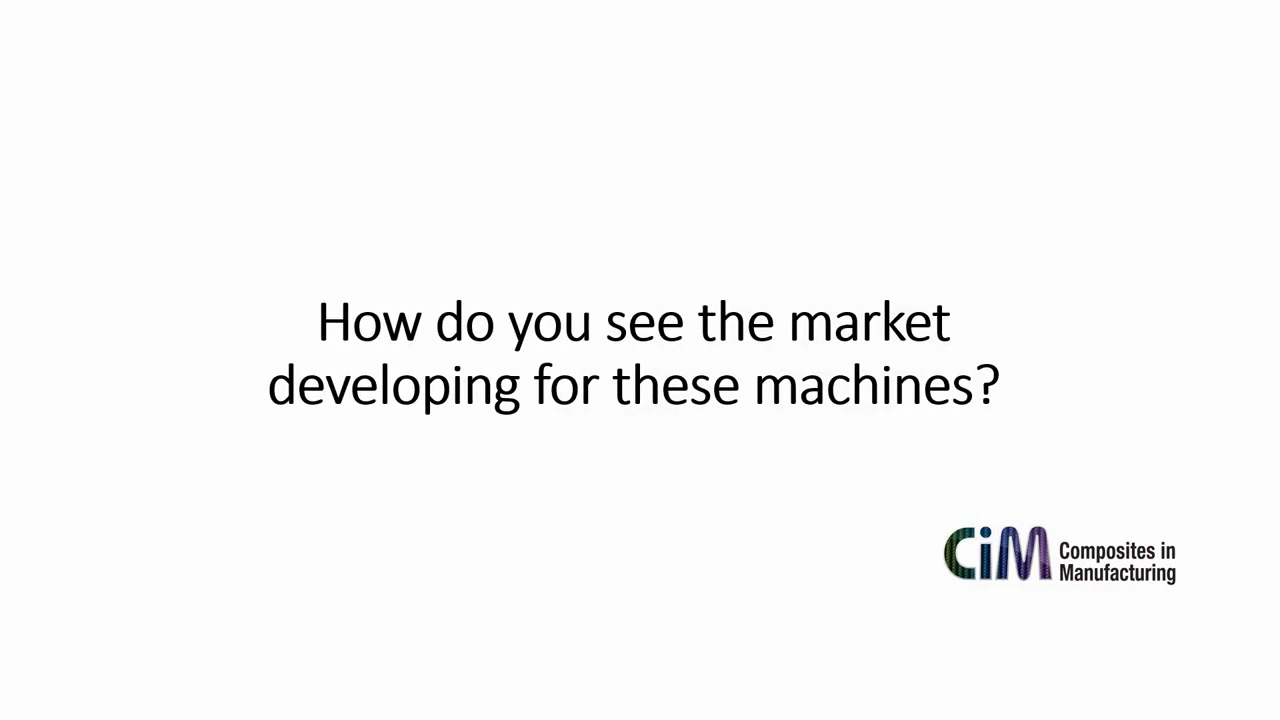 How do you see the market
developing for these machines?
CiM
Composites in
Manufacturing